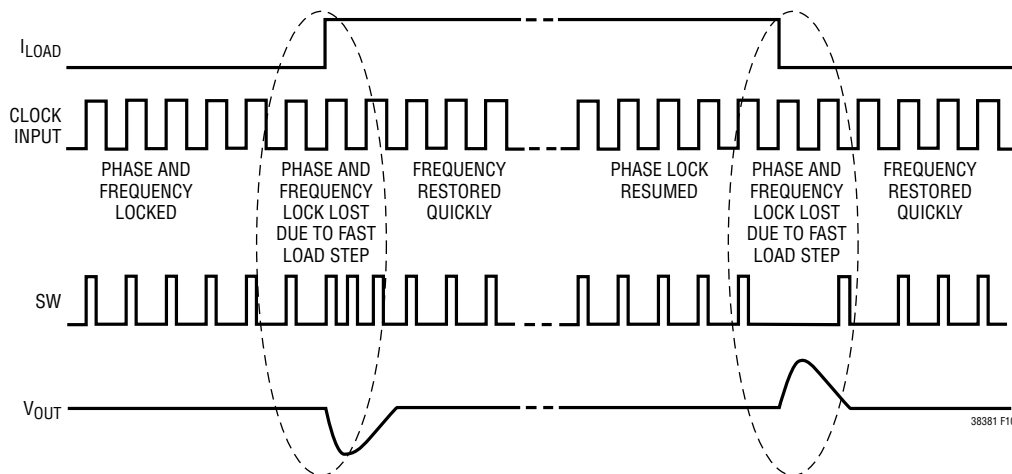 ILOAD
CLOCK
INPUT
PHASE AND
FREQUENCY
LOCKED
PHASE AND
FREQUENCY
LOCK LOST
DUE TO FAST
LOAD STEP
FREQUENCY
RESTORED
QUICKLY
PHASE LOCK
RESUMED
PHASE AND
FREQUENCY
LOCK LOST
DUE TO FAST
LOAD STEP
FREQUENCY
RESTORED
QUICKLY
SW
VOUT